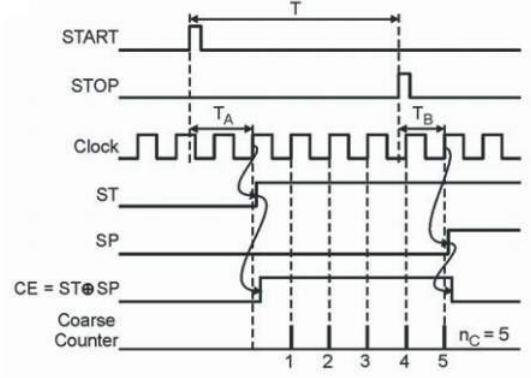 T
START
STOP
T_A T_B
Clock
ST
SP
CE = ST⊕SP
Coarse
Counter
n_C = 5
1 2 3 4 5